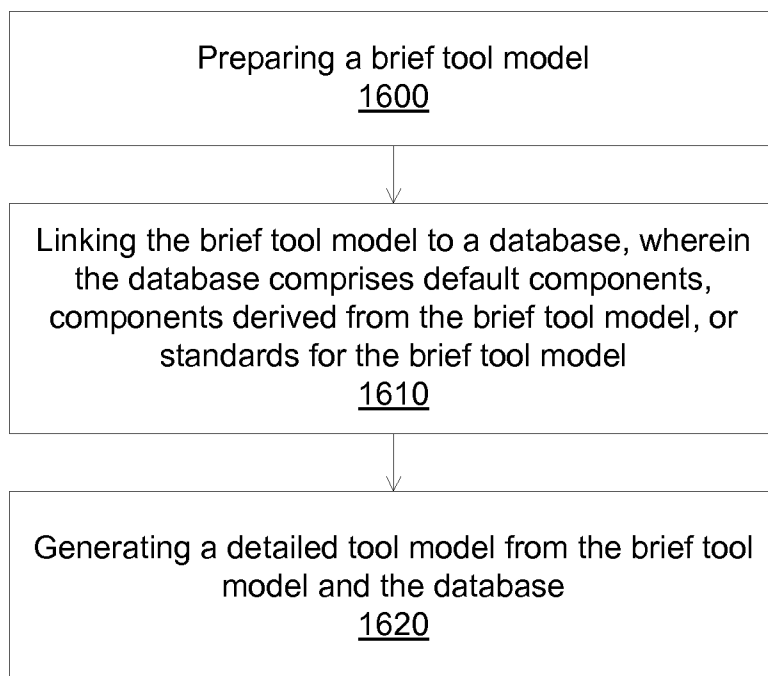 Preparing a brief tool model
1600
Linking the brief tool model to a database, wherein
the database comprises default components,
components derived from the brief tool model, or
standards for the brief tool model
1610
Generating a detailed tool model from the brief tool
model and the database
1620